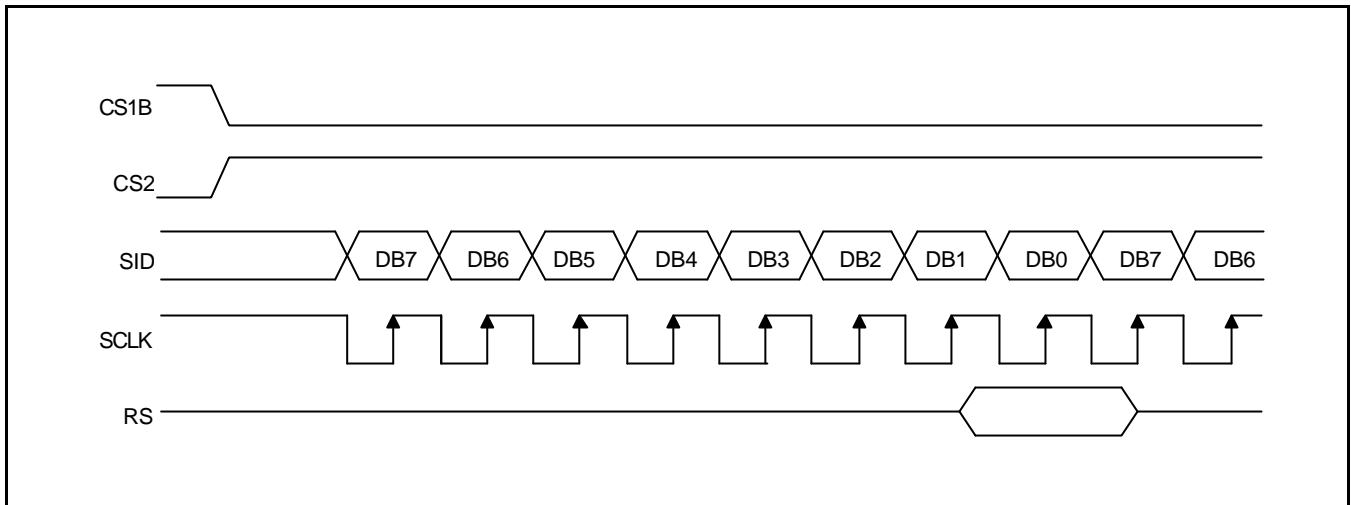 CS1B
CS2
SID DB7 DB6 DB5 DB4 DB3 DB2 DB1 DB0 DB7 DB6
SCLK
RS